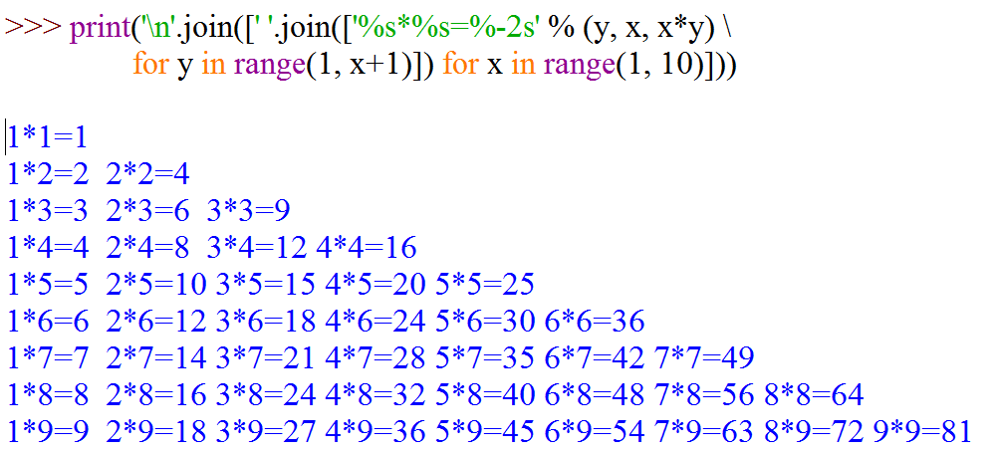 >>> print('\n'.join([' '.join(['%s*%s=%-2s' % (y, x, x*y) \
for y in range(1, x+1)]) for x in range(1, 10)]))
1*1=1
1*2=2  2*2=4
1*3=3  2*3=6  3*3=9
1*4=4  2*4=8  3*4=12 4*4=16
1*5=5  2*5=10 3*5=15 4*5=20 5*5=25
1*6=6  2*6=12 3*6=18 4*6=24 5*6=30 6*6=36
1*7=7  2*7=14 3*7=21 4*7=28 5*7=35 6*7=42 7*7=49
1*8=8  2*8=16 3*8=24 4*8=32 5*8=40 6*8=48 7*8=56 8*8=64
1*9=9  2*9=18 3*9=27 4*9=36 5*9=45 6*9=54 7*9=63 8*9=72 9*9=81